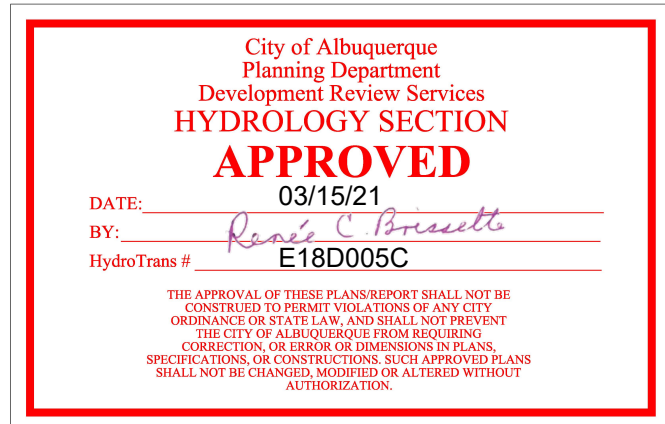 City of Albuquerque
Planning Department
Development Review Services
HYDROLOGY SECTION
APPROVED
DATE: 03/15/21
BY: Renée C. Brissette
HydroTrans # E18D005C
THE APPROVAL OF THESE PLANS/REPORT SHALL NOT BE
CONSTRUED TO PERMIT VIOLATIONS OF ANY CITY
ORDINANCE OR STATE LAW, AND SHALL NOT PREVENT
THE CITY OF ALBUQUERQUE FROM REQUIRING
CORRECTION, OR ERROR OR DIMENSIONS IN PLANS,
SPECIFICATIONS, OR CONSTRUCTIONS. SUCH APPROVED PLANS
SHALL NOT BE CHANGED, MODIFIED OR ALTERED WITHOUT
AUTHORIZATION.